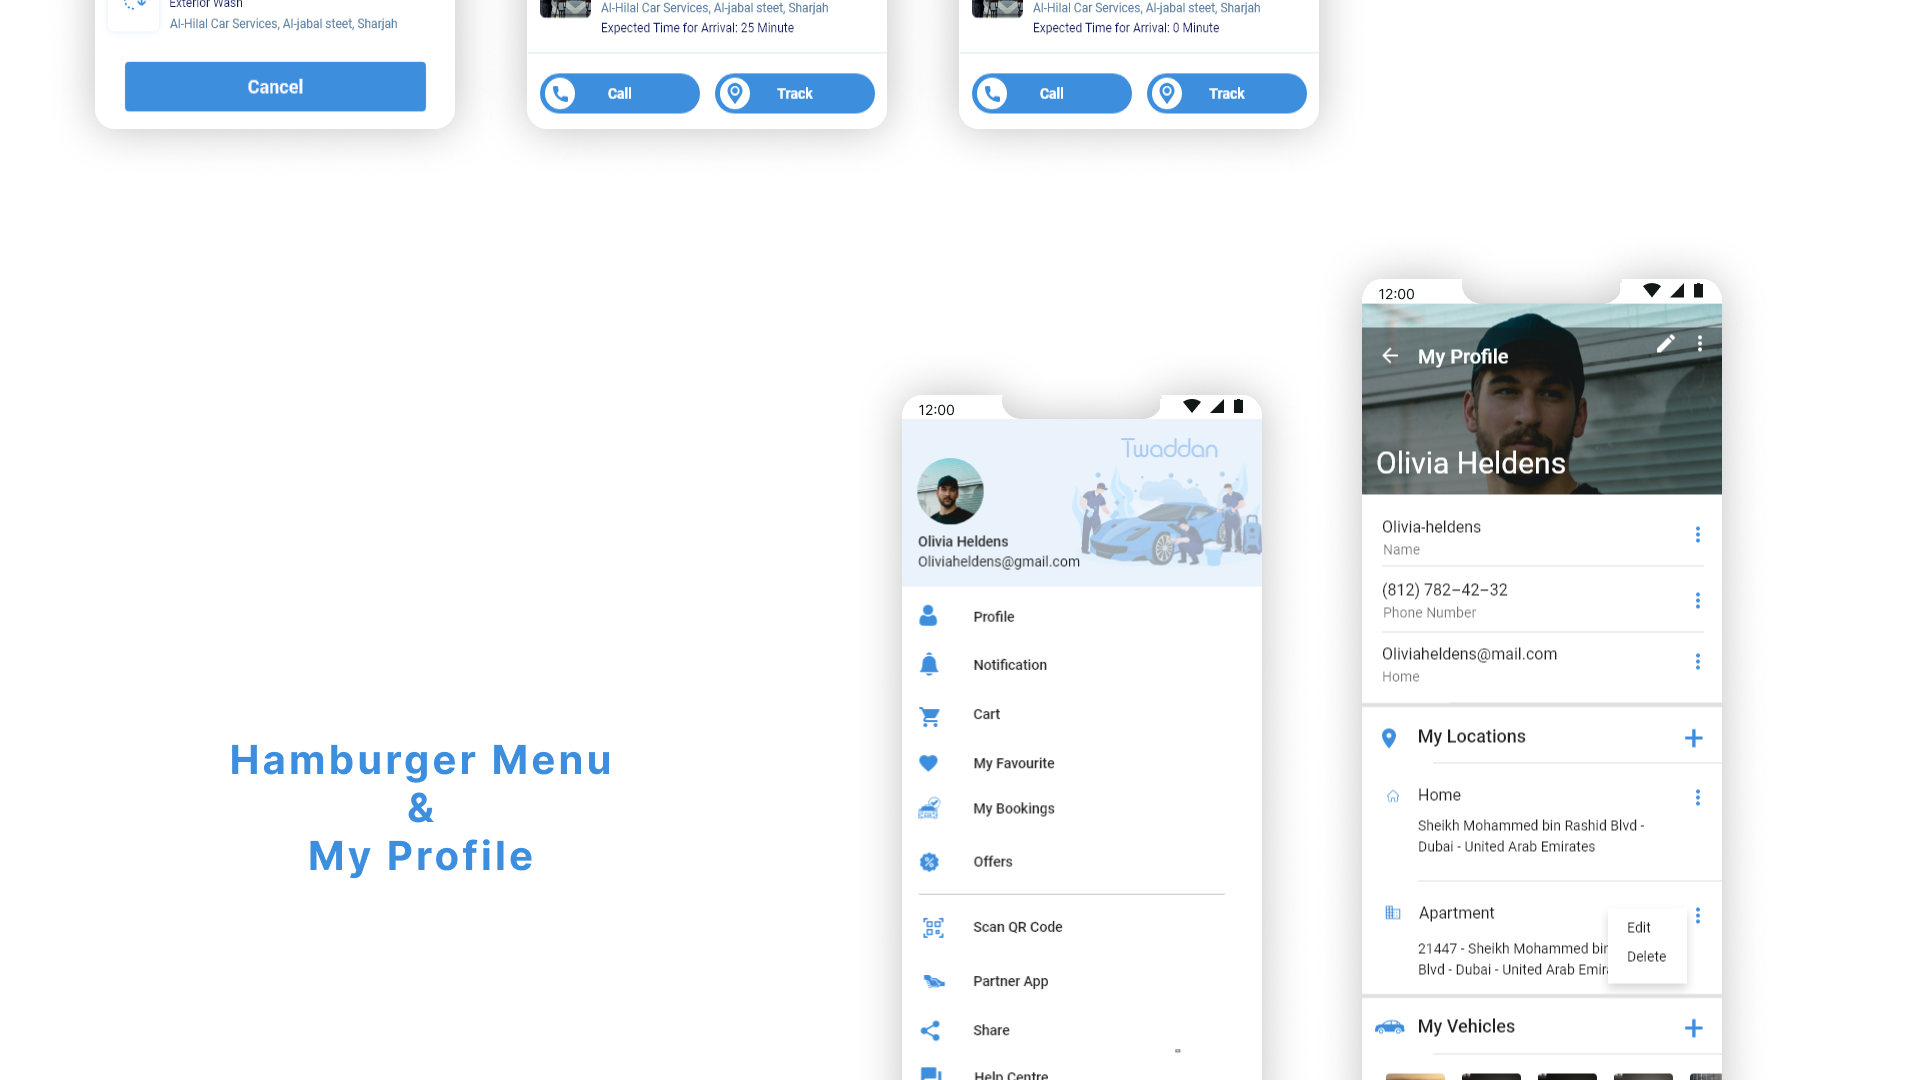 Exterior Wash
Al-Hilal Car Services, Al-jabal steet, Sharjah
Cancel
Al-Hilal Car Services, Al-jabal steet, Sharjah
Expected Time for Arrival: 25 Minute
Call
Track
Al-Hilal Car Services, Al-jabal steet, Sharjah
Expected Time for Arrival: 0 Minute
Call
Track
Hamburger Menu
&
My Profile
12:00
Twaddan
Olivia Heldens
Oliviaheldens@gmail.com
Profile
Notification
Cart
My Favourite
My Bookings
Offers
Scan QR Code
Partner App
Share
Help Centre
12:00
My Profile
Olivia Heldens
Olivia-heldens
Name
(812) 782–42–32
Phone Number
Oliviaheldens@mail.com
Home
My Locations
Home
Sheikh Mohammed bin Rashid Blvd -
Dubai - United Arab Emirates
Apartment
21447 - Sheikh Mohammed bin
Blvd - Dubai - United Arab Emira
Edit
Delete
My Vehicles